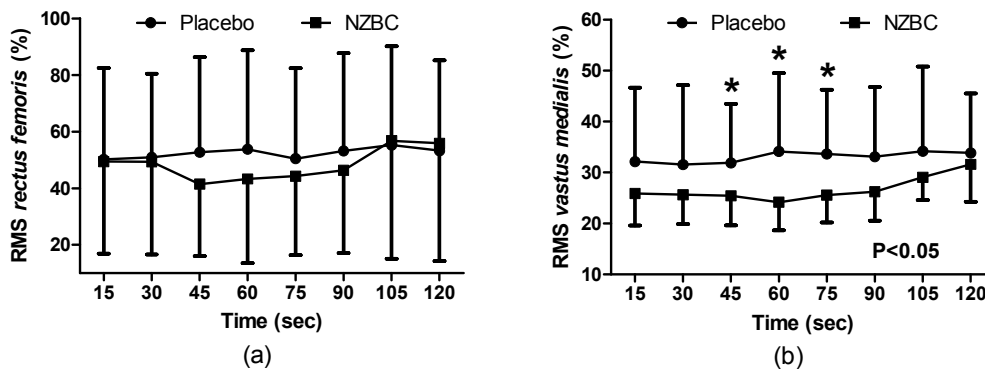 Placebo NZBC
RMS rectus femoris (%)
100
80
60
40
20
15 30 45 60 75 90 105 120
Time (sec)
(a)
Placebo NZBC
RMS vastus medialis (%)
60
50
40
30
20
10
* * *
P<0.05
15 30 45 60 75 90 105 120
Time (sec)
(b)